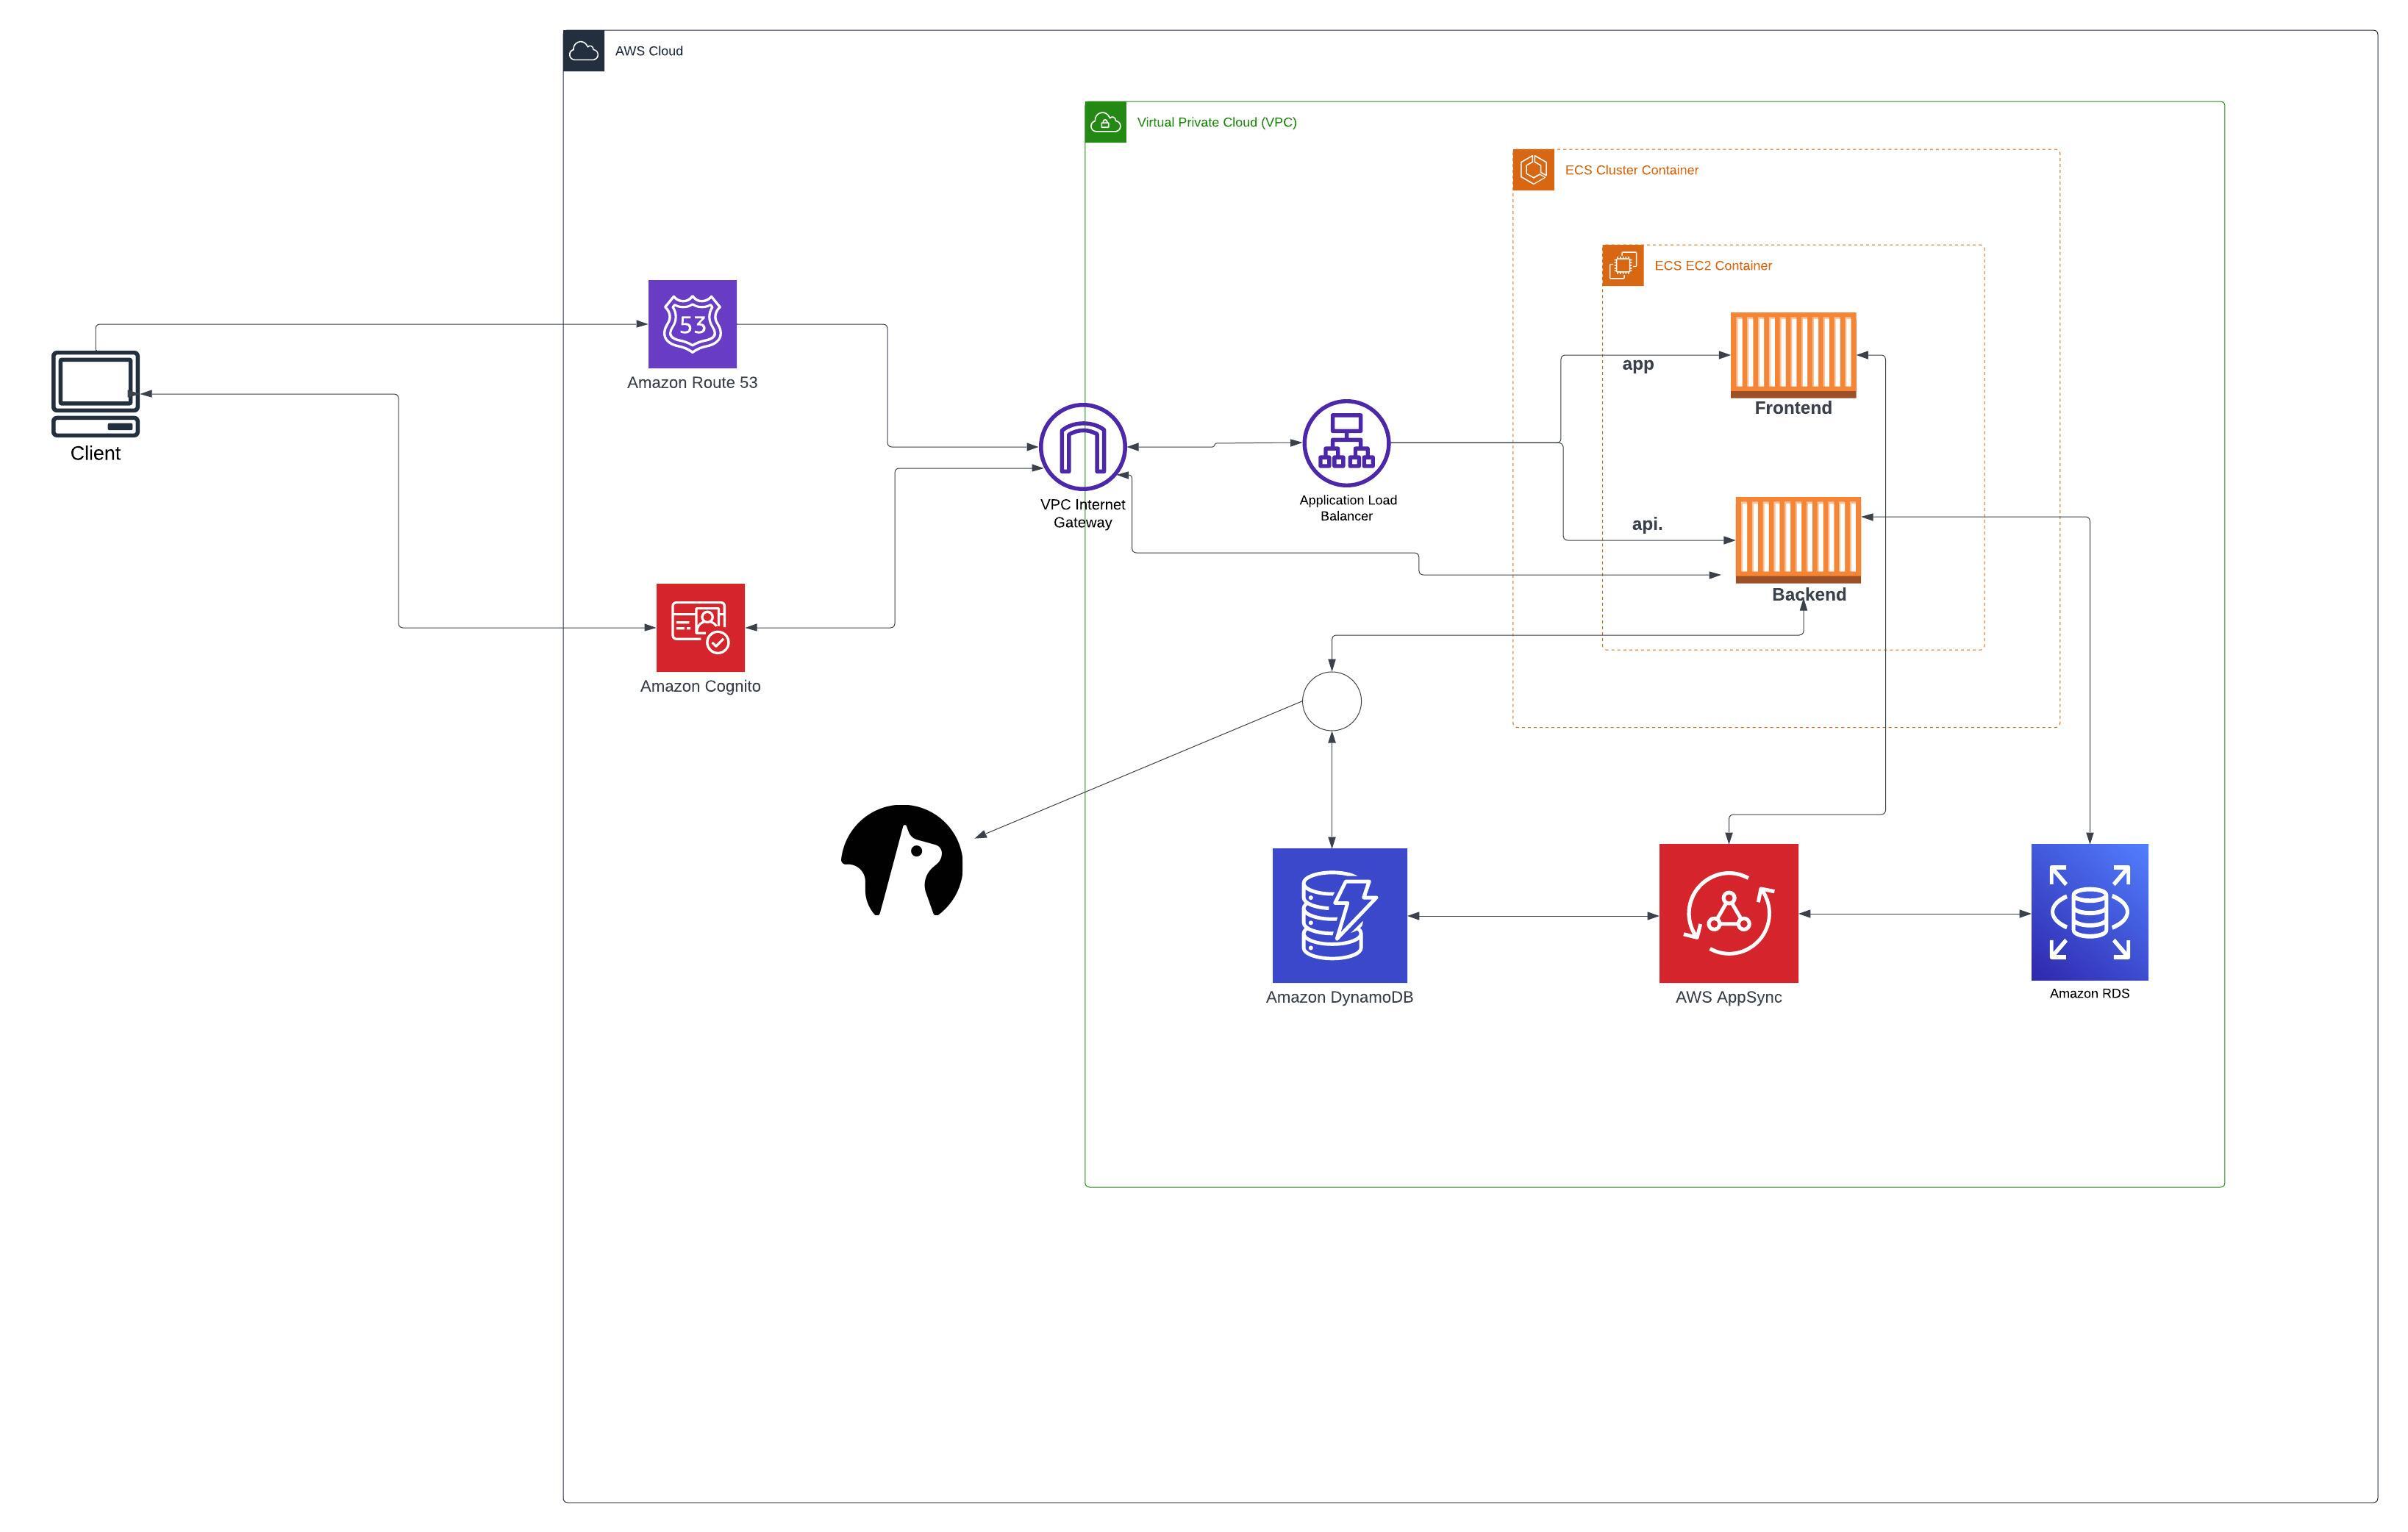 AWS Cloud
Virtual Private Cloud (VPC)
ECS Cluster Container
ECS EC2 Container
53
Amazon Route 53
app
Frontend
Client
VPC Internet
Gateway
Application Load
Balancer
api.
Backend
Amazon Cognito
Amazon DynamoDB
AWS AppSync
Amazon RDS